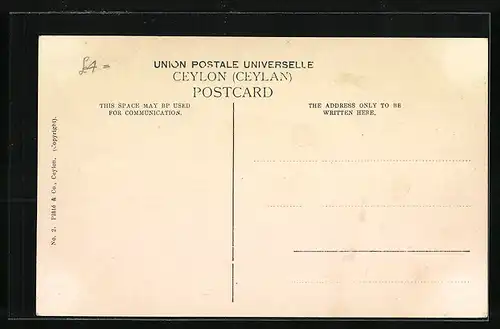 £4 =
UNION POSTALE UNIVERSELLE
CEYLON (CEYLAN)
POSTCARD
THIS SPACE MAY BE USED
FOR COMMUNICATION.
THE ADDRESS ONLY TO BE
WRITTEN HERE.
No. 2. Plâté & Co., Ceylon. (Copyright).